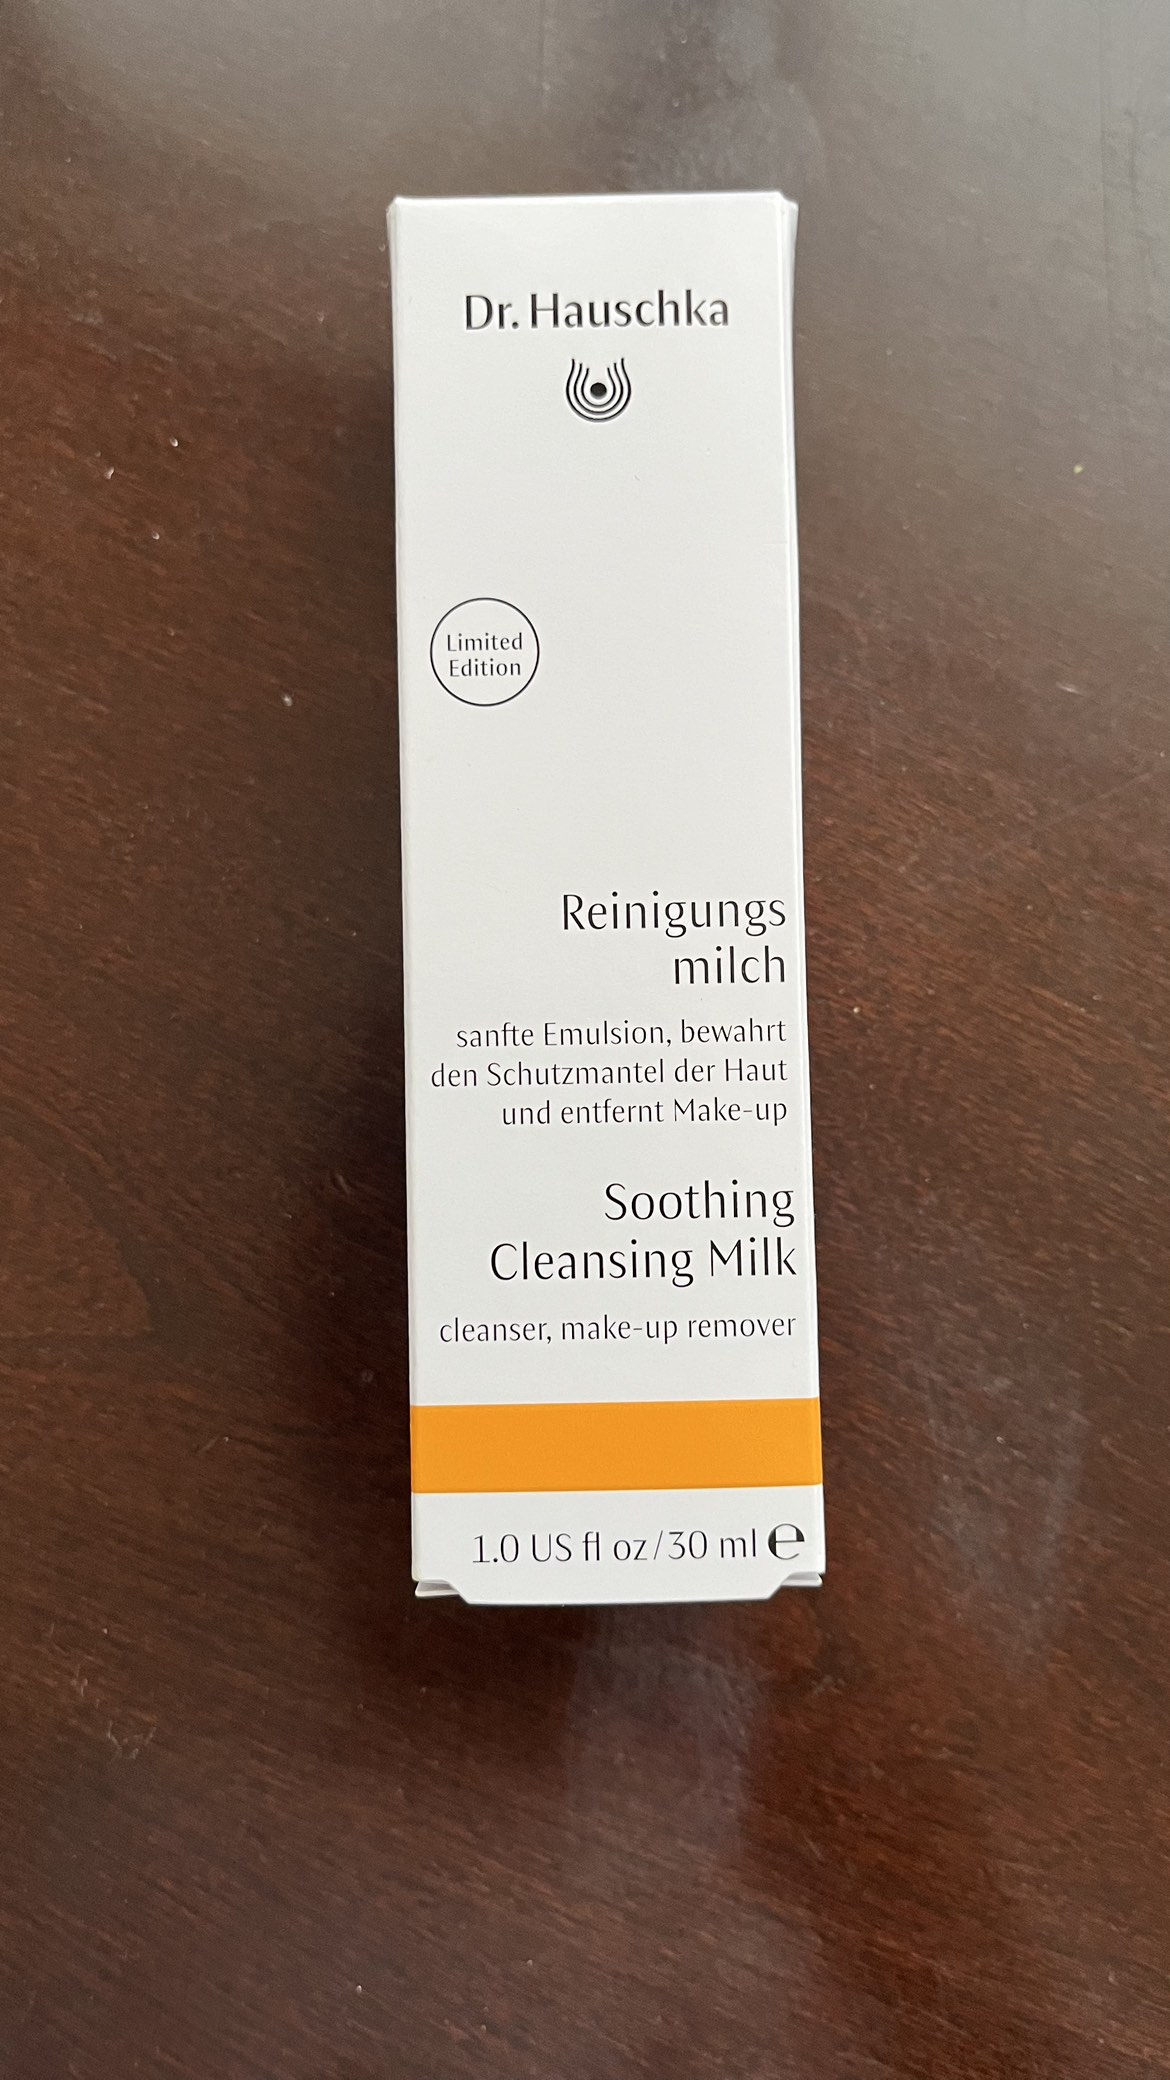 Dr. Hauschka
Limited
Edition
Reinigungs
milch
sanfte Emulsion, bewahrt
den Schutzmantel der Haut
und entfernt Make-up
Soothing
Cleansing Milk
cleanser, make-up remover
1.0 US fl oz/30 ml ℮